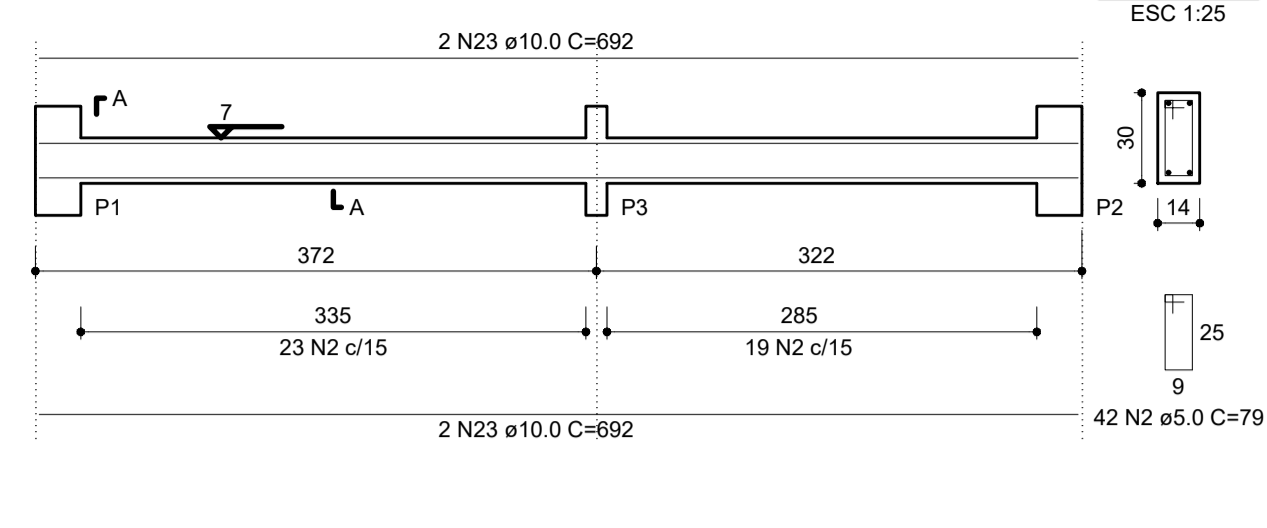 ESC 1:25
2 N23 ø10.0 C=692
A
7
30
A
P1
P3
P2
14
372
322
335
285
23 N2 c/15
19 N2 c/15
25
9
42 N2 ø5.0 C=79
2 N23 ø10.0 C=692